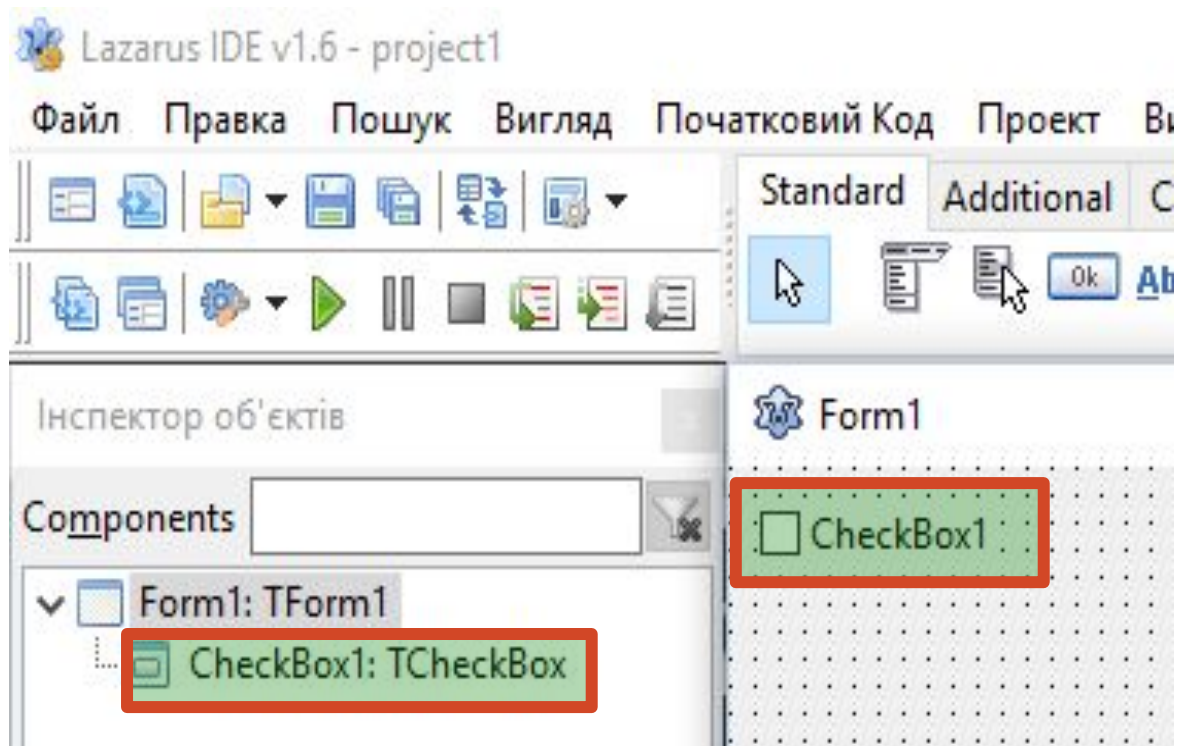 Lazarus IDE v1.6 - project1
Файл Правка Пошук Вигляд Початковий Код Проект
Standard Additional
Ok Ab
Інспектор об'єктів
Form1
Components
CheckBox1
Form1: TForm1
CheckBox1: TCheckBox